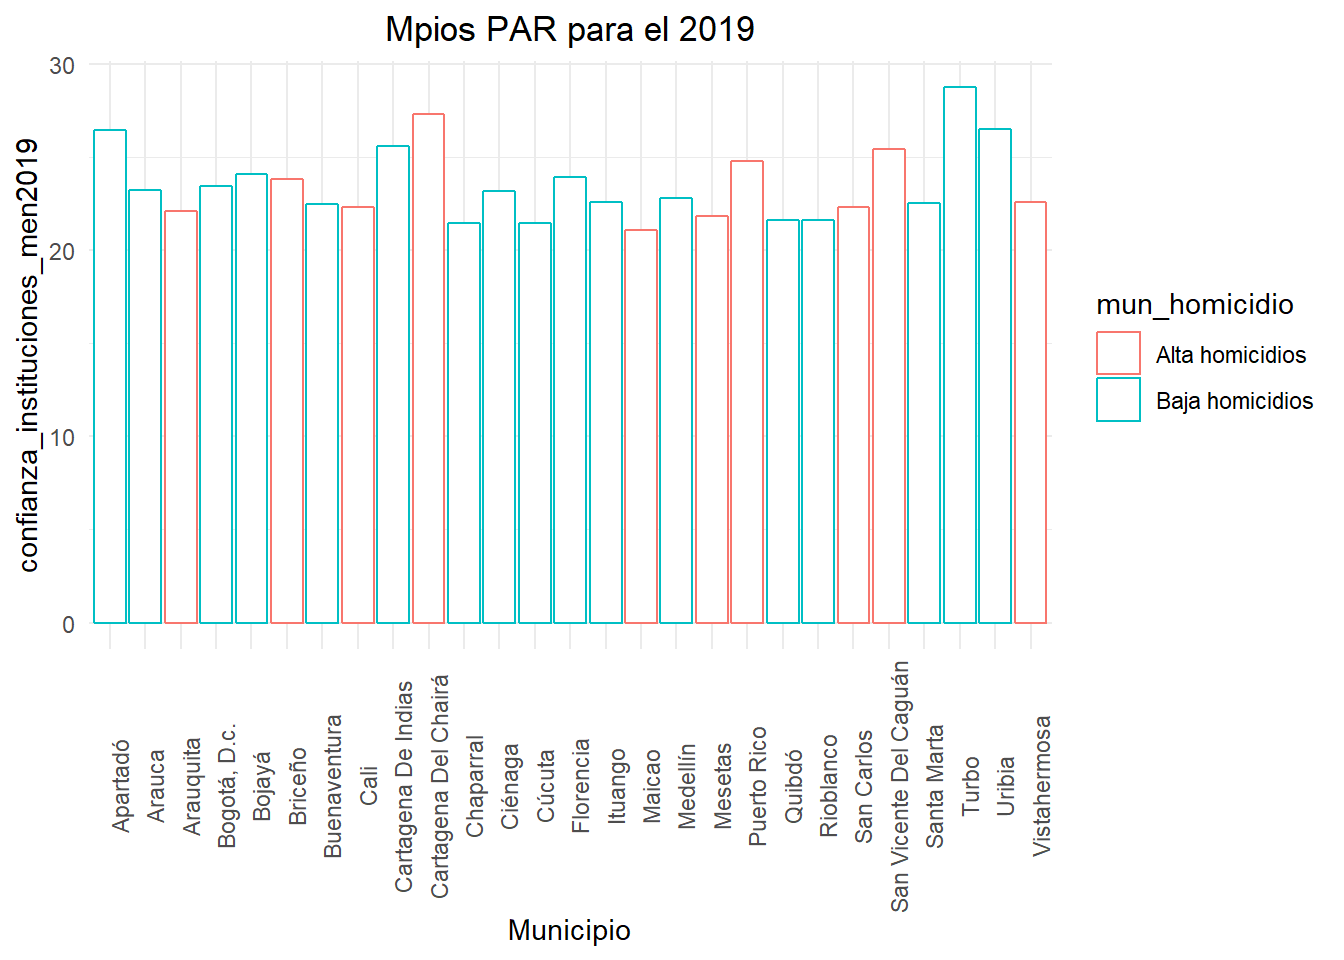 Mpios PAR para el 2019
confianza_instituciones_men2019
30
20
10
0
Apartadó
Arauca
Arauquita
Bogotá, D.c.
Bojayá
Briceño
Buenaventura
Cali
Cartagena De Indias
Cartagena Del Chairá
Chaparral
Ciénaga
Cúcuta
Florencia
Ituango
Maicao
Medellín
Mesetas
Puerto Rico
Quibdó
Rioblanco
San Carlos
San Vicente Del Caguán
Santa Marta
Turbo
Uribia
Vistahermosa
Municipio
mun_homicidio
Alta homicidios
Baja homicidios